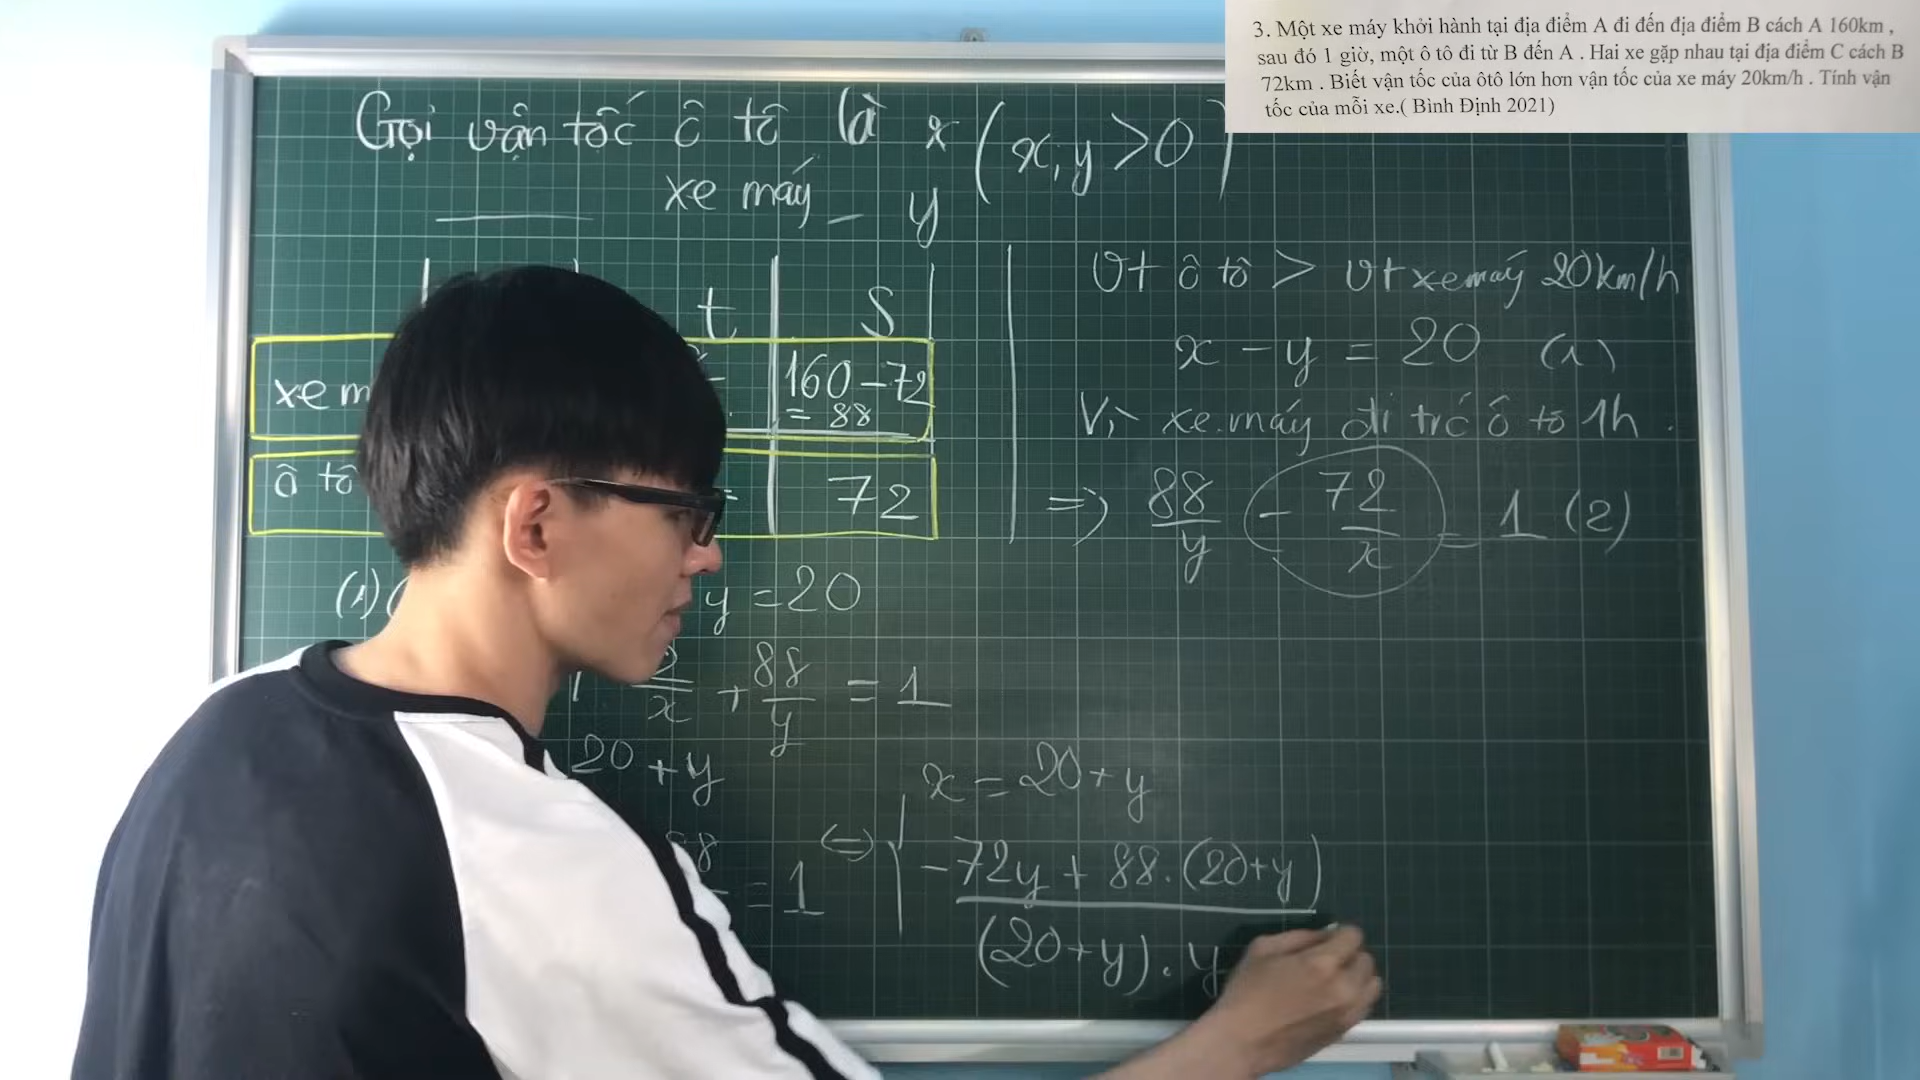 3. Một xe máy khởi hành tại địa điểm A đi đến địa điểm B cách A 160km ,
sau đó 1 giờ, một ô tô đi từ B đến A . Hai xe gặp nhau tại địa điểm C cách B
72km . Biết vận tốc của ôtô lớn hơn vận tốc của xe máy 20km/h . Tính vận
tốc của mỗi xe.( Bình Định 2021)
Gọi vận tốc ô tô là x (x, y > 0)
xe máy _ y
t S
xe m 160 - 72
= 88
ô tô = 72
vt ô tô > vt xe máy 20km/h
x - y = 20 (1)
Vì xe máy đi trc ô tô 1h.
=> 88/y - 72/x = 1 (2)
(1) y = 20
/x + 88/y = 1
20 + y
= 1
x = 20 + y
<=> (-72y + 88.(20+y))/((20+y).y